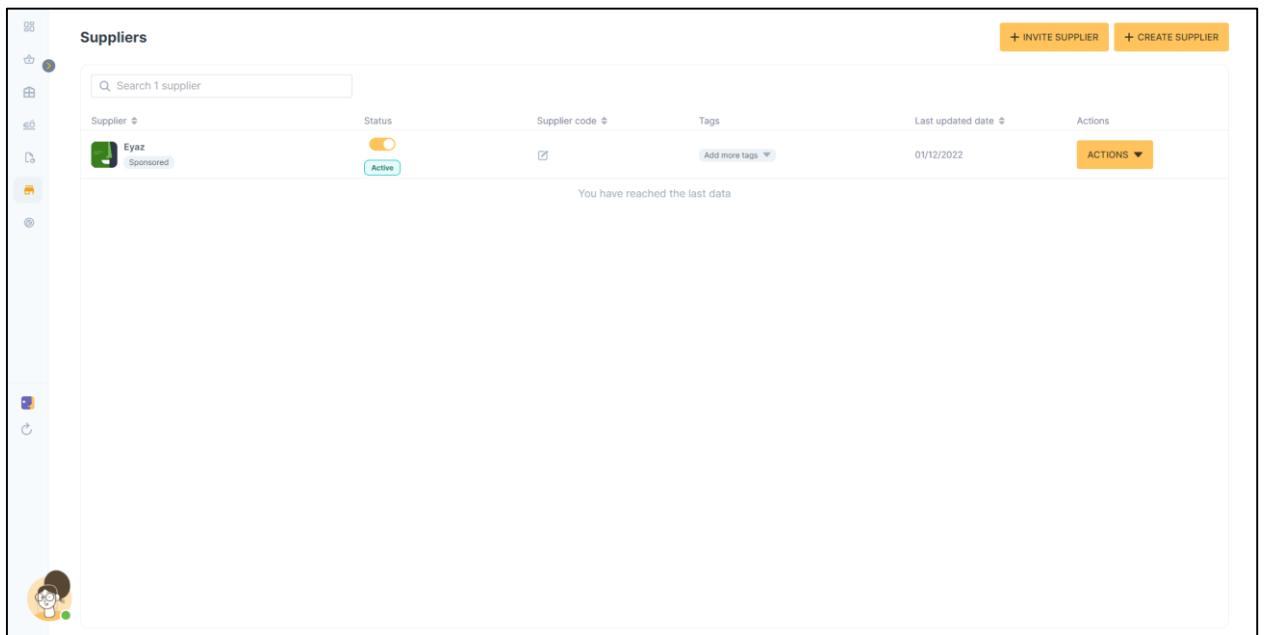 Suppliers
+ INVITE SUPPLIER
+ CREATE SUPPLIER
Search 1 supplier
Supplier Status Supplier code Tags Last updated date Actions
Eyaz
Sponsored
Active
Add more tags
01/12/2022
ACTIONS
You have reached the last data